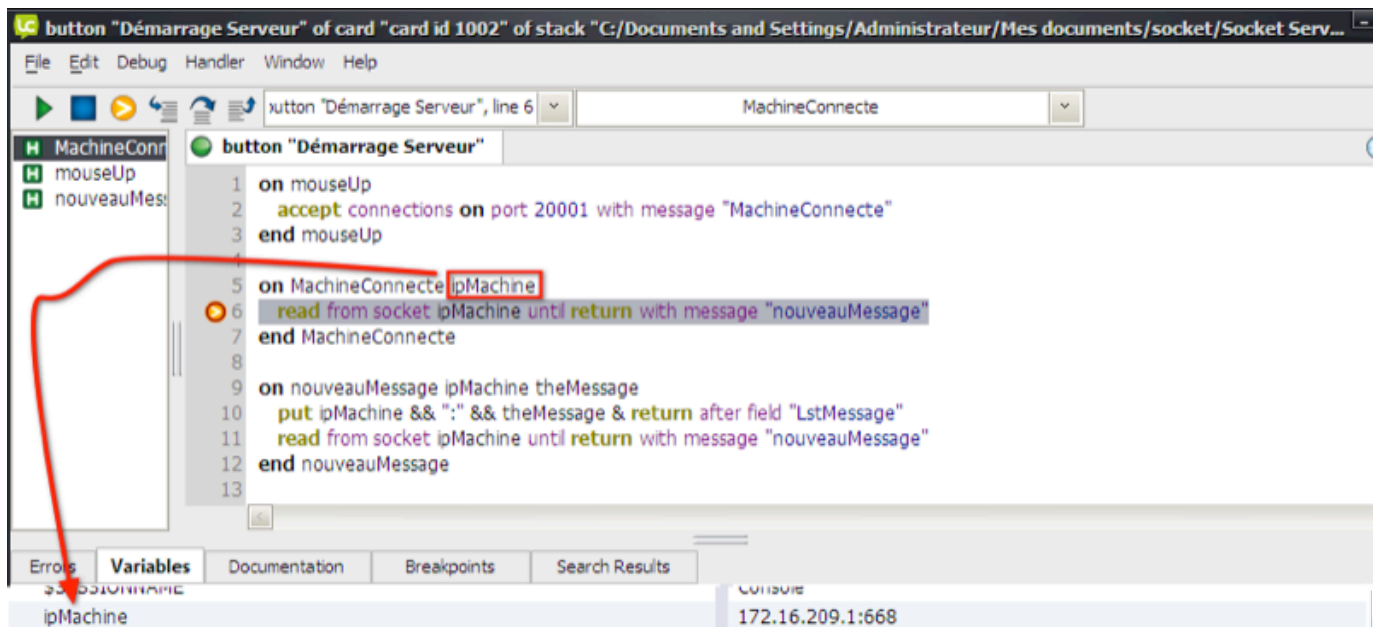 button "Démarrage Serveur" of card "card id 1002" of stack "C:/Documents and Settings/Administrateur/Mes documents/socket/Socket Serv...
File Edit Debug Handler Window Help
utton "Démarrage Serveur", line 6 MachineConnecte
MachineConn
mouseUp
nouveauMess
button "Démarrage Serveur"
1 on mouseUp
2 accept connections on port 20001 with message "MachineConnecte"
3 end mouseUp
4
5 on MachineConnecte ipMachine
6 read from socket ipMachine until return with message "nouveauMessage"
7 end MachineConnecte
8
9 on nouveauMessage ipMachine theMessage
10 put ipMachine && ":" && theMessage & return after field "LstMessage"
11 read from socket ipMachine until return with message "nouveauMessage"
12 end nouveauMessage
13
Errors Variables Documentation Breakpoints Search Results
Console
ipMachine 172.16.209.1:668